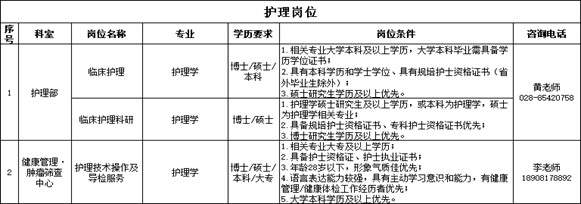 护理岗位
序号 科室 岗位名称 专业 学历要求 岗位条件 咨询电话
1 护理部 临床护理 护理学 博士/硕士/本科
1. 相关专业大学本科及以上学历，大学本科毕业需具备学
历学位证书；
2. 具有本科学历和学士学位、具有规培护士资格证书（省
外毕业生除外）；
3. 硕士研究生学历及以上优先。
黄老师
028-85420758
临床护理科研 护理学 博士/硕士
1. 护理学硕士研究生及以上学历，或本科为护理学，硕士
为护理学相关专业；
2. 具备规培护士资格证书、专科护士资格证书优先；
3. 博士研究生学历及以上优先。
2 健康管理·
肿瘤筛查
中心
护理技术操作及
导检服务
护理学
博士/硕士/
本科/大专
1. 相关专业大专及以上学历；
2. 具备护士资格证、护士执业证书；
3. 年龄28岁以下，形象气质佳优先；
4. 语言表达能力较强，具有主动学习意识和能力，有健康
管理/健康体检工作经历者优先；
5. 大学本科学历及以上优先。
李老师
18908178892